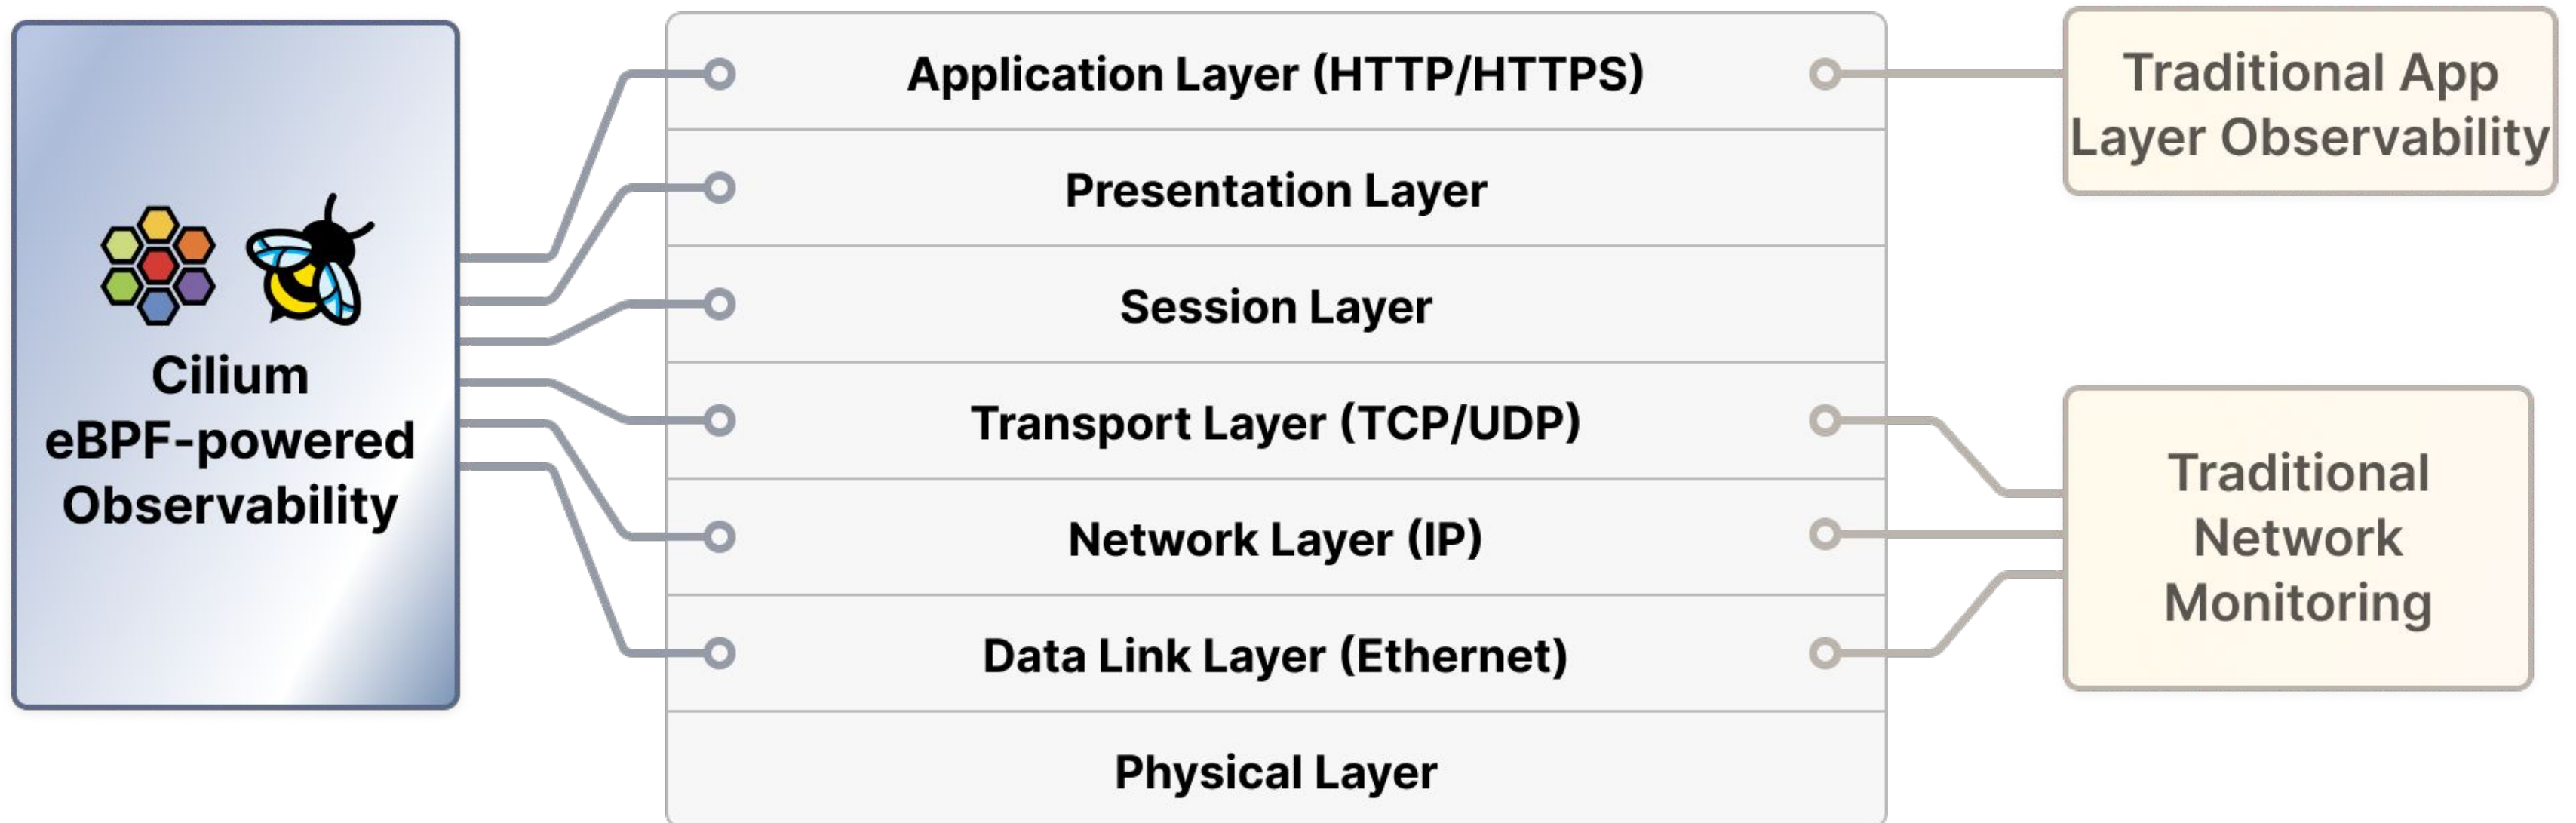 Cilium
eBPF-powered
Observability
Application Layer (HTTP/HTTPS)
Presentation Layer
Session Layer
Transport Layer (TCP/UDP)
Network Layer (IP)
Data Link Layer (Ethernet)
Physical Layer
Traditional App
Layer Observability
Traditional
Network
Monitoring